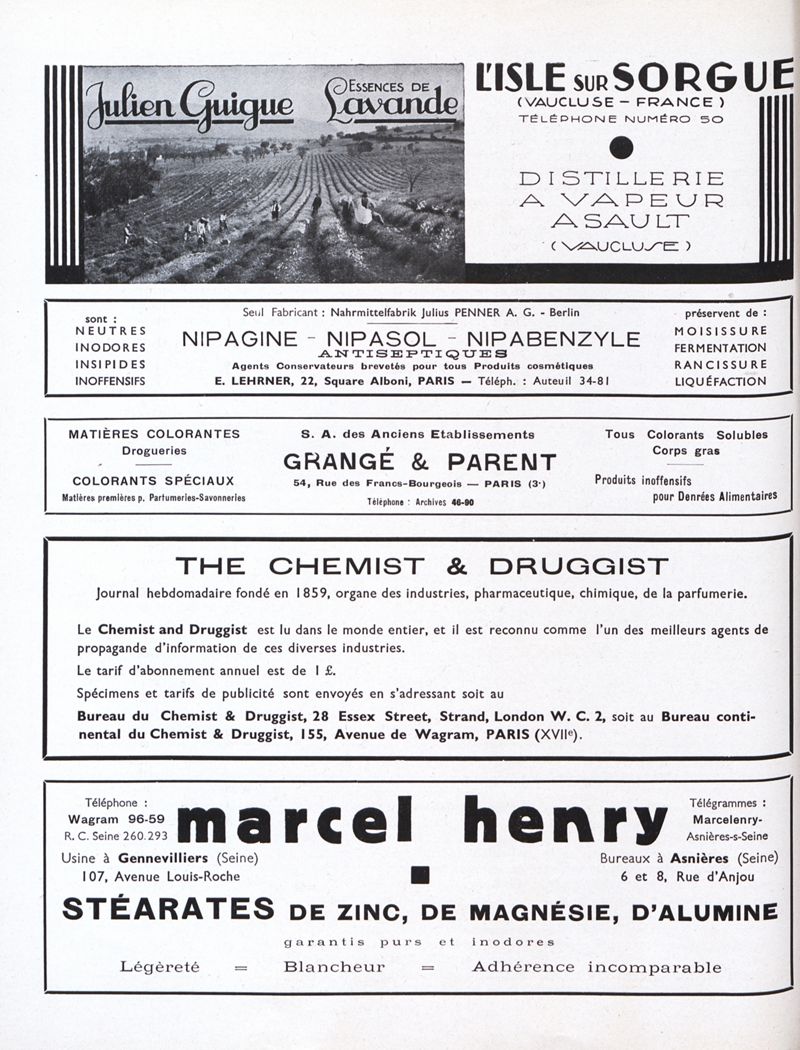 Julien Guigue
ESSENCES DE
Lavande
L'ISLE SUR SORGUE
(VAUCLUSE - FRANCE)
TÉLÉPHONE NUMÉRO 50
DISTILLERIE
A VAPEUR
A SAULT
(VAUCLUSE)
sont :
NEUTRES
INODORES
INSIPIDES
INOFFENSIFS
Seul Fabricant : Nahrmittelfabrik Julius PENNER A. G. - Berlin
NIPAGINE - NIPASOL - NIPABENZYLE
ANTISEPTIQUES
Agents Conservateurs brevetés pour tous Produits cosmétiques
E. LEHRNER, 22, Square Alboni, PARIS — Téléph. : Auteuil 34-81
préservent de :
MOISISSURE
FERMENTATION
RANCISSURE
LIQUÉFACTION
MATIÈRES COLORANTES
Drogueries
COLORANTS SPÉCIAUX
Matières premières p. Parfumeries-Savonneries
S. A. des Anciens Etablissements
GRANGÉ & PARENT
54, Rue des Francs-Bourgeois — PARIS (3e)
Téléphone : Archives 46-90
Tous Colorants Solubles
Corps gras
Produits inoffensifs
pour Denrées Alimentaires
THE CHEMIST & DRUGGIST
Journal hebdomadaire fondé en 1859, organe des industries, pharmaceutique, chimique, de la parfumerie.
Le Chemist and Druggist est lu dans le monde entier, et il est reconnu comme l'un des meilleurs agents de
propagande d'information de ces diverses industries.
Le tarif d'abonnement annuel est de 1 £.
Spécimens et tarifs de publicité sont envoyés en s'adressant soit au
Bureau du Chemist & Druggist, 28 Essex Street, Strand, London W. C. 2, soit au Bureau conti-
nental du Chemist & Druggist, 155, Avenue de Wagram, PARIS (XVIIe).
Téléphone :
Wagram 96-59
R. C. Seine 260.293
marcel henry
Télégrammes :
Marcelenry-
Asnières-s-Seine
Usine à Gennevilliers (Seine)
107, Avenue Louis-Roche
Bureaux à Asnières (Seine)
6 et 8, Rue d'Anjou
STÉARATES DE ZINC, DE MAGNÉSIE, D'ALUMINE
garantis purs et inodores
Légèreté = Blancheur = Adhérence incomparable